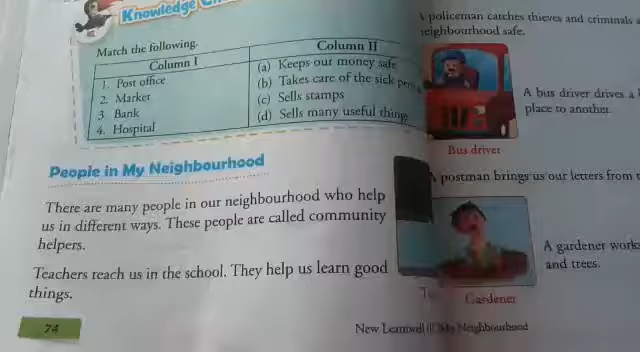 Knowledge
Match the following.
Column I Column II
1. Post office (a) Keeps our money safe
2. Market (b) Takes care of the sick
3. Bank (c) Sells stamps
4. Hospital (d) Sells many useful things
People in My Neighbourhood
There are many people in our neighbourhood who help
us in different ways. These people are called community
helpers.
Teachers teach us in the school. They help us learn good
things.
74
policeman catches thieves and criminals
neighbourhood safe.
A bus driver drives a
place to another.
Bus driver
postman brings us our letters from
A gardener works
and trees.
Gardener
New Learnwell My Neighbourhood